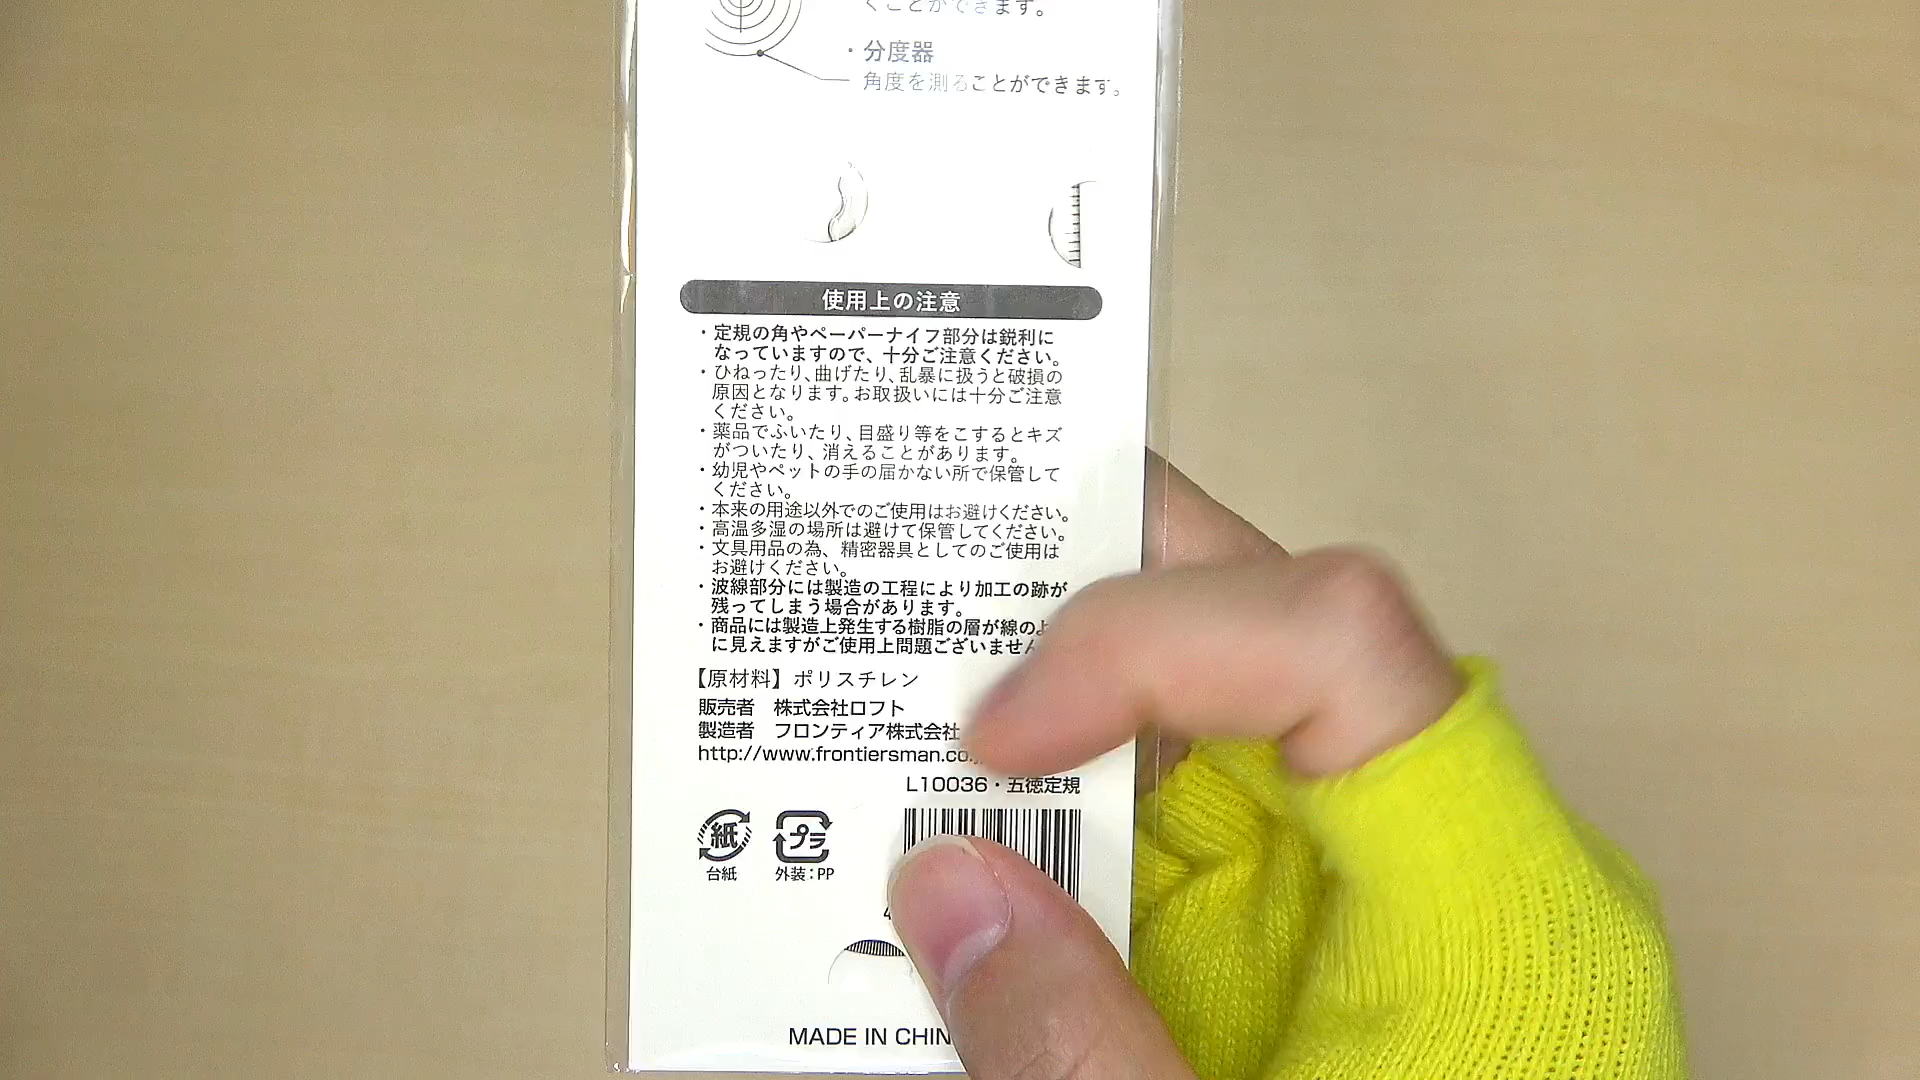 くことができます。
・分度器
角度を測ることができます。
使用上の注意
・定規の角やペーパーナイフ部分は鋭利に
なっていますので、十分ご注意ください。
・ひねったり、曲げたり、乱暴に扱うと破損の
原因となります。お取扱いには十分ご注意
ください。
・薬品でふいたり、目盛り等をこするとキズ
がついたり、消えることがあります。
・幼児やペットの手の届かない所で保管して
ください。
・本来の用途以外でのご使用はお避けください。
・高温多湿の場所は避けて保管してください。
・文具用品の為、精密器具としてのご使用は
お避けください。
・波線部分には製造の工程により加工の跡が
残ってしまう場合があります。
・商品には製造上発生する樹脂の層が線のよ
に見えますがご使用上問題ございません
【原材料】ポリスチレン
販売者 株式会社ロフト
製造者 フロンティア株式会社
http://www.frontiersman.co.
L10036・五徳定規
紙
プラ
台紙
外装：PP
4
MADE IN CHIN